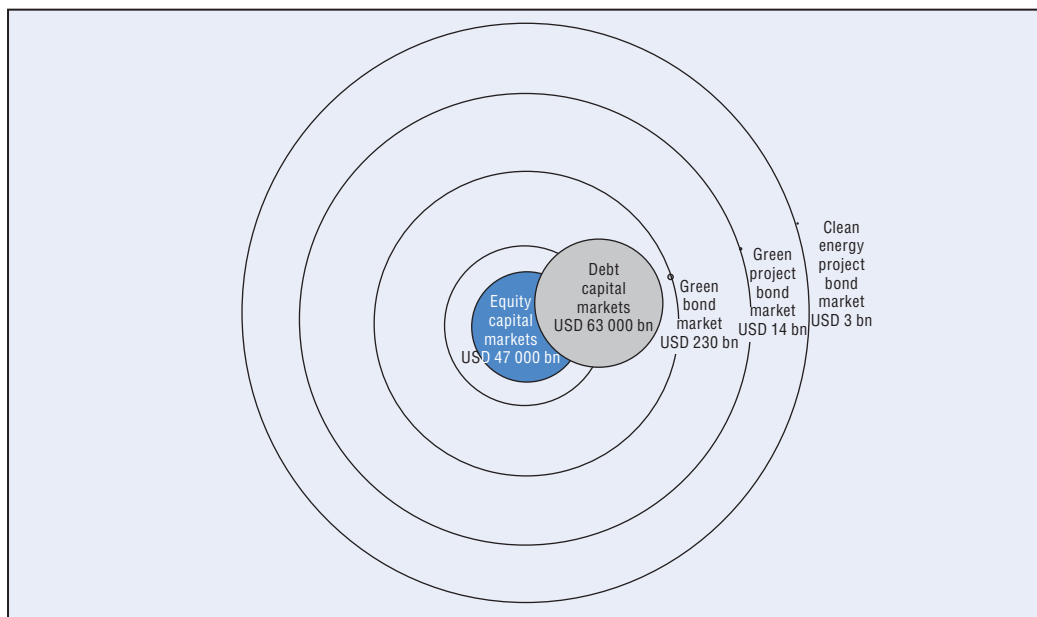 Equity
capital
markets
USD 47 000 bn
Debt
capital
markets
USD 63 000 bn
Green
bond
market
USD 230 bn
Green
project
bond
market
USD 14 bn
Clean
energy
project
bond
market
USD 3 bn